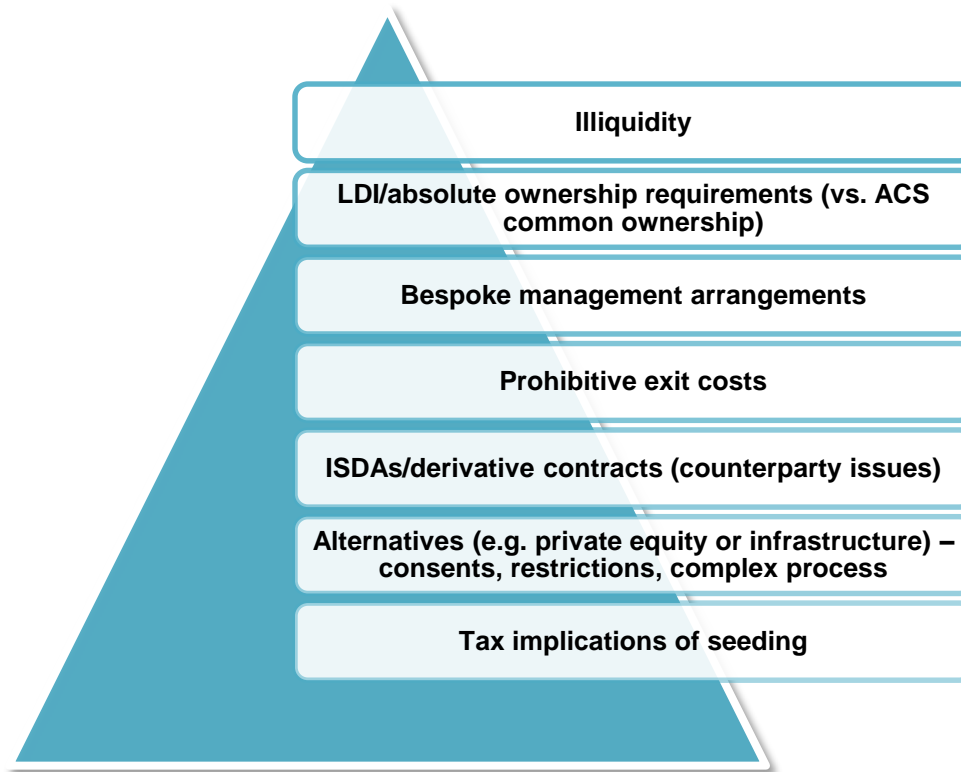 Illiquidity
LDI/absolute ownership requirements (vs. ACS
common ownership)
Bespoke management arrangements
Prohibitive exit costs
ISDAs/derivative contracts (counterparty issues)
Alternatives (e.g. private equity or infrastructure) –
consents, restrictions, complex process
Tax implications of seeding